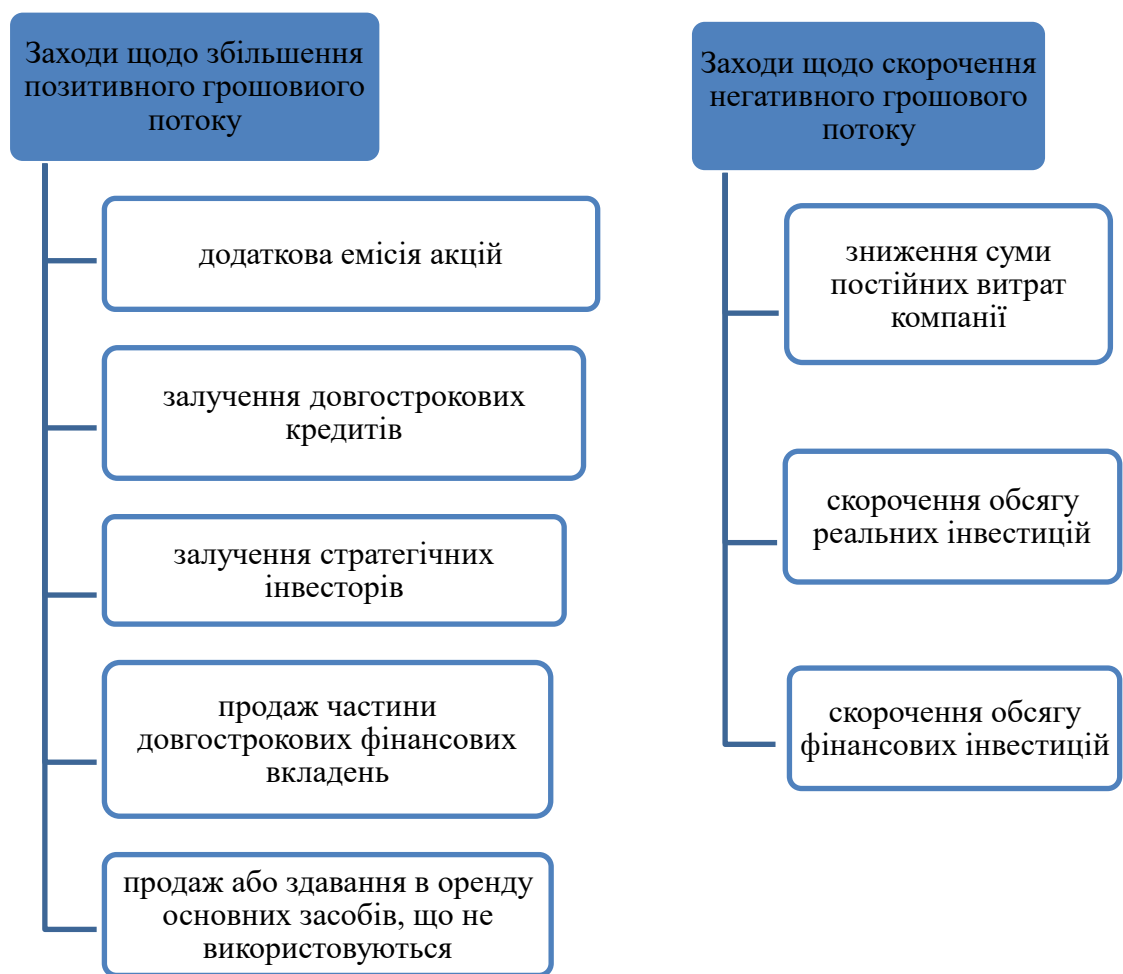 Заходи щодо збільшення
позитивного грошовиого
потоку
додаткова емісія акцій
залучення довгострокових
кредитів
залучення стратегічних
інвесторів
продаж частини
довгострокових фінансових
вкладень
продаж або здавання в оренду
основних засобів, що не
використовуються
Заходи щодо скорочення
негативного грошового
потоку
зниження суми
постійних витрат
компанії
скорочення обсягу
реальних інвестицій
скорочення обсягу
фінансових інвестицій